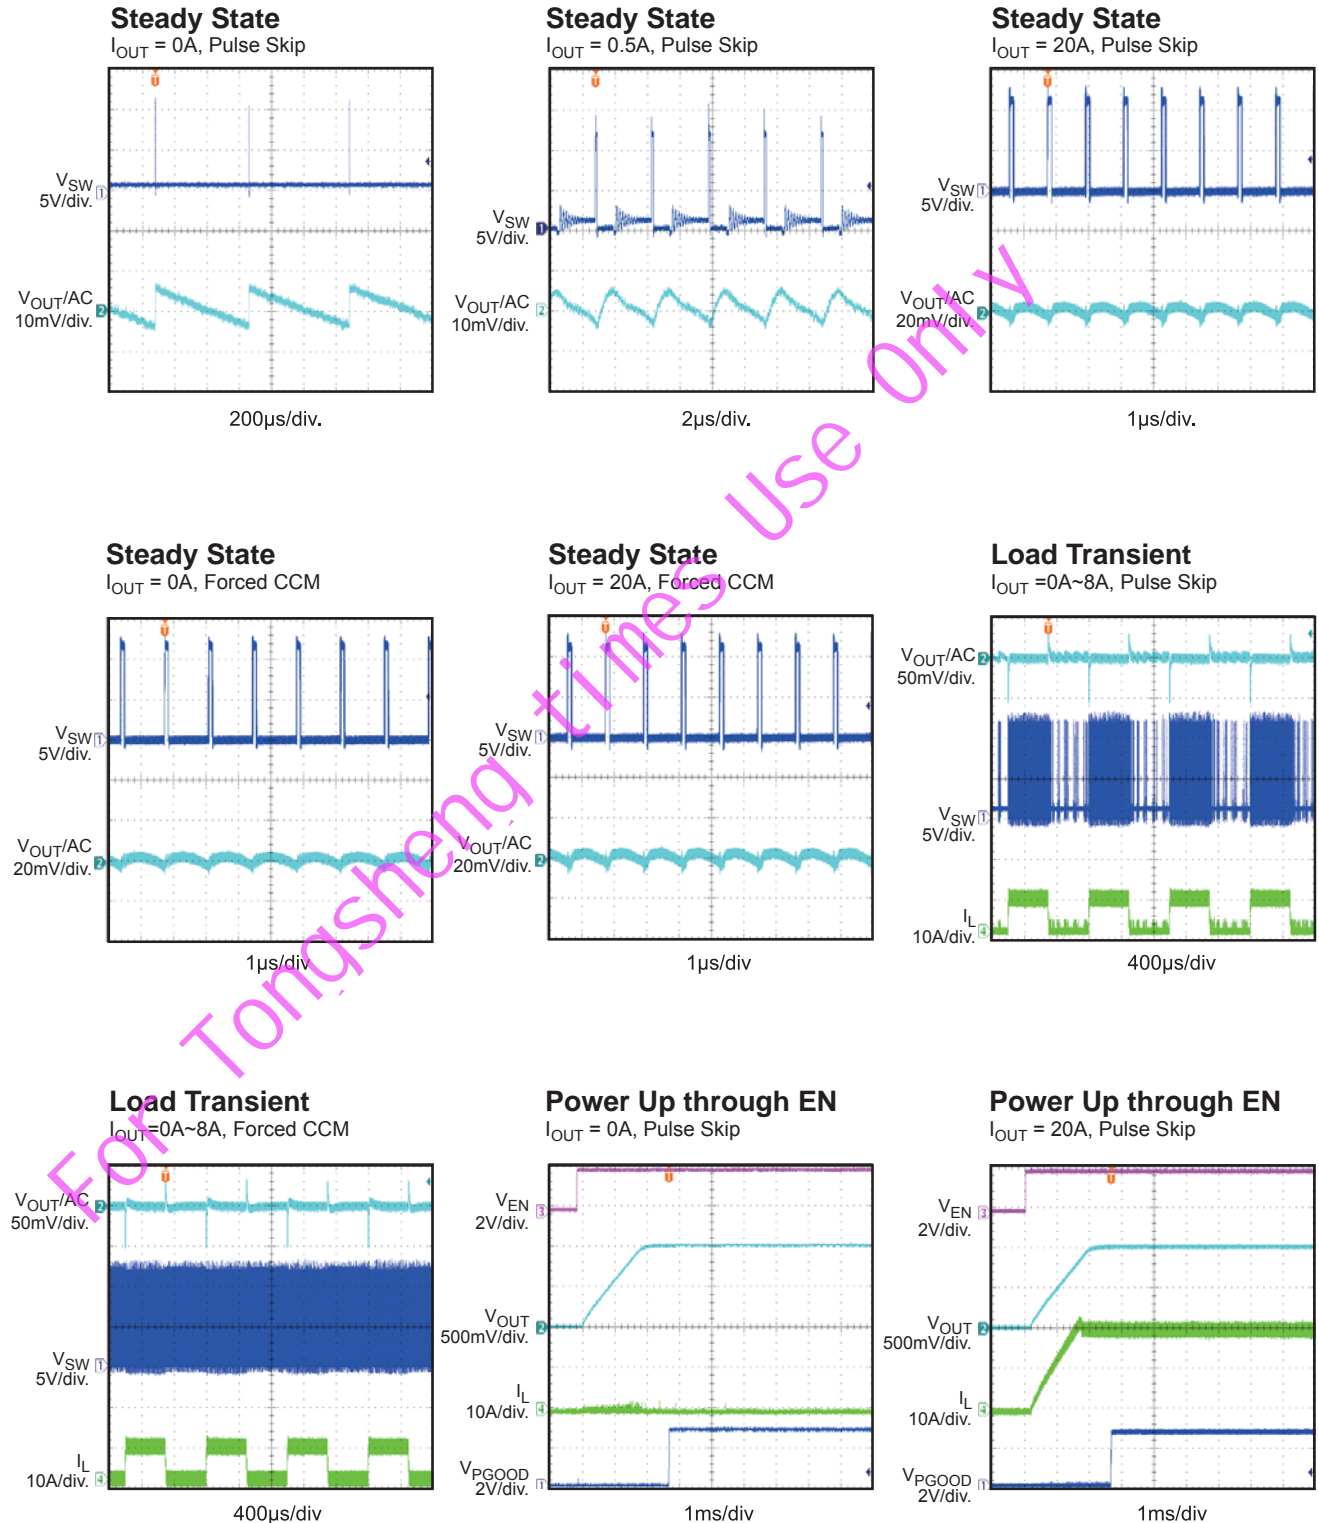 Steady State
IOUT = 0A, Pulse Skip
VSW
5V/div.
VOUT/AC
10mV/div.
200µs/div.
Steady State
IOUT = 0.5A, Pulse Skip
VSW
5V/div.
VOUT/AC
10mV/div.
2µs/div.
Steady State
IOUT = 20A, Pulse Skip
VSW
5V/div.
VOUT/AC
20mV/div.
1µs/div.
Steady State
IOUT = 0A, Forced CCM
VSW
5V/div.
VOUT/AC
20mV/div.
1µs/div
Steady State
IOUT = 20A, Forced CCM
VSW
5V/div.
VOUT/AC
20mV/div.
1µs/div
Load Transient
IOUT =0A~8A, Pulse Skip
VOUT/AC
50mV/div.
VSW
5V/div.
IL
10A/div.
400µs/div
Load Transient
IOUT=0A~8A, Forced CCM
VOUT/AC
50mV/div.
VSW
5V/div.
IL
10A/div.
400µs/div
Power Up through EN
IOUT = 0A, Pulse Skip
VEN
2V/div.
VOUT
500mV/div.
IL
10A/div.
VPGOOD
2V/div.
1ms/div
Power Up through EN
IOUT = 20A, Pulse Skip
VEN
2V/div.
VOUT
500mV/div.
IL
10A/div.
VPGOOD
2V/div.
1ms/div
For Tongsheng times Use Only